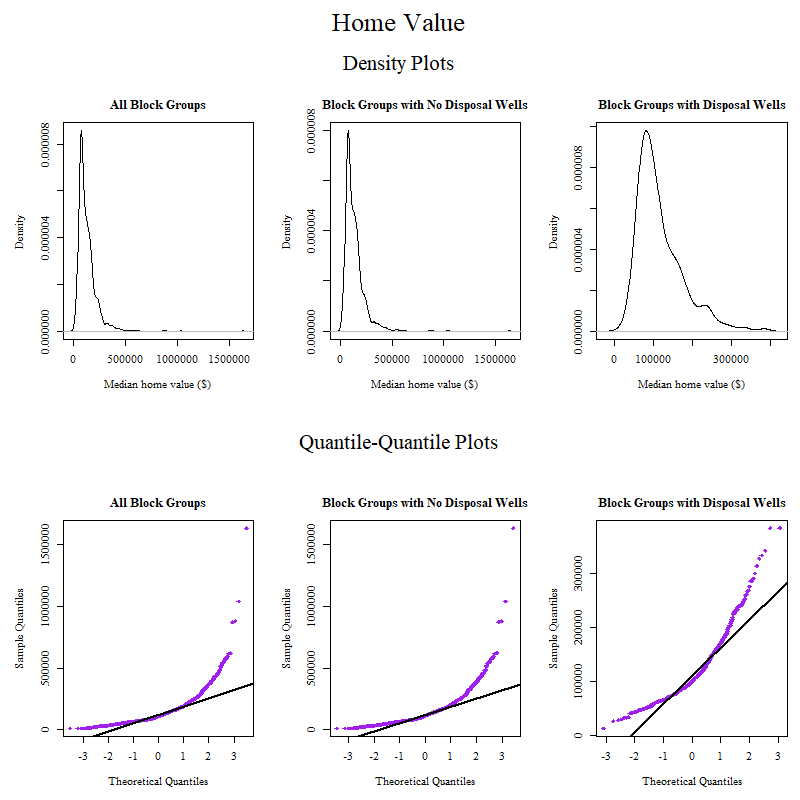 Home Value
Density Plots
All Block Groups
Density
0.000000 0.000004 0.000008
0 500000 1000000 1500000
Median home value ($)
Block Groups with No Disposal Wells
Density
0.000000 0.000004 0.000008
0 500000 1000000 1500000
Median home value ($)
Block Groups with Disposal Wells
Density
0.000000 0.000004 0.000008
0 100000 300000
Median home value ($)
Quantile-Quantile Plots
All Block Groups
Sample Quantiles
0 500000 1000000 1500000
-3 -2 -1 0 1 2 3
Theoretical Quantiles
Block Groups with No Disposal Wells
Sample Quantiles
0 500000 1000000 1500000
-3 -2 -1 0 1 2 3
Theoretical Quantiles
Block Groups with Disposal Wells
Sample Quantiles
0 100000 200000 300000
-3 -2 -1 0 1 2 3
Theoretical Quantiles